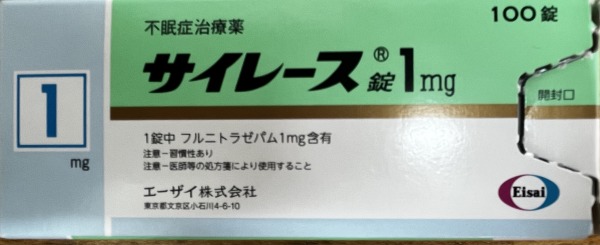 不眠症治療薬
100錠
サイレース®錠1mg
1
mg
開封口
1錠中 フルニトラゼパム1mg含有
注意－習慣性あり
注意－医師等の処方箋により使用すること
エーザイ株式会社
東京都文京区小石川4-6-10
Eisai